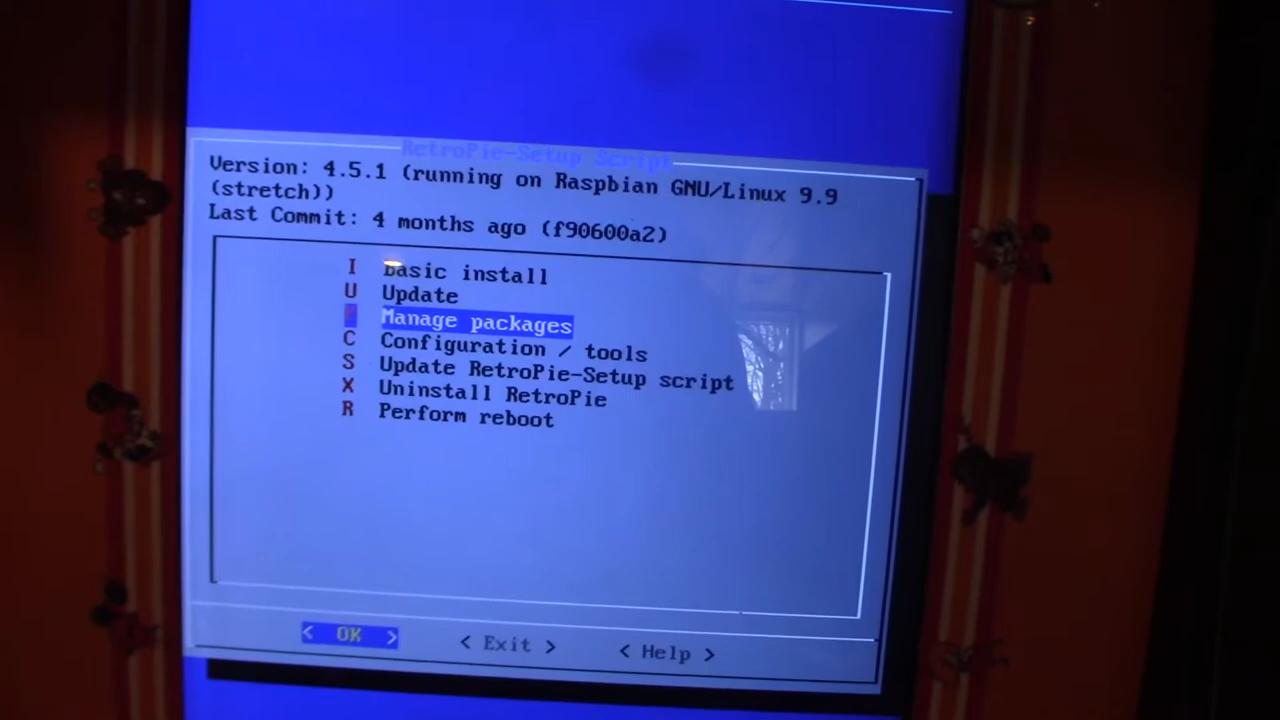 RetroPie-Setup Script
Version: 4.5.1 (running on Raspbian GNU/Linux 9.9
(stretch))
Last Commit: 4 months ago (f90600a2)
I Basic install
U Update
P Manage packages
C Configuration / tools
S Update RetroPie-Setup script
X Uninstall RetroPie
R Perform reboot
< OK > < Exit > < Help >